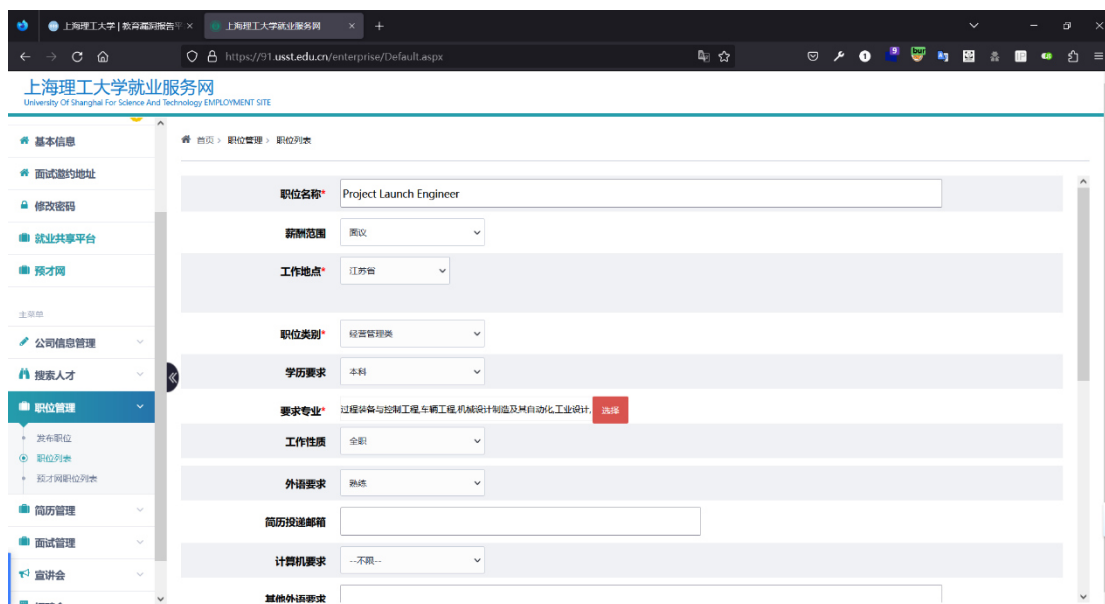 上海理工大学 | 教育漏洞报告平
上海理工大学就业服务网
https://91.usst.edu.cn/enterprise/Default.aspx
上海理工大学就业服务网
University Of Shanghai For Science And Technology EMPLOYMENT SITE
基本信息
面试邀约地址
修改密码
就业共享平台
预才网
主菜单
公司信息管理
搜索人才
职位管理
发布职位
职位列表
预才网职位列表
简历管理
面试管理
宣讲会
首页 > 职位管理 > 职位列表
职位名称* Project Launch Engineer
薪酬范围 面议
工作地点* 江苏省
职位类别* 经营管理类
学历要求 本科
要求专业* 过程装备与控制工程,车辆工程,机械设计制造及其自动化,工业设计, 选择
工作性质 全职
外语要求 熟练
简历投递邮箱
计算机要求 --不限--
其他外语要求